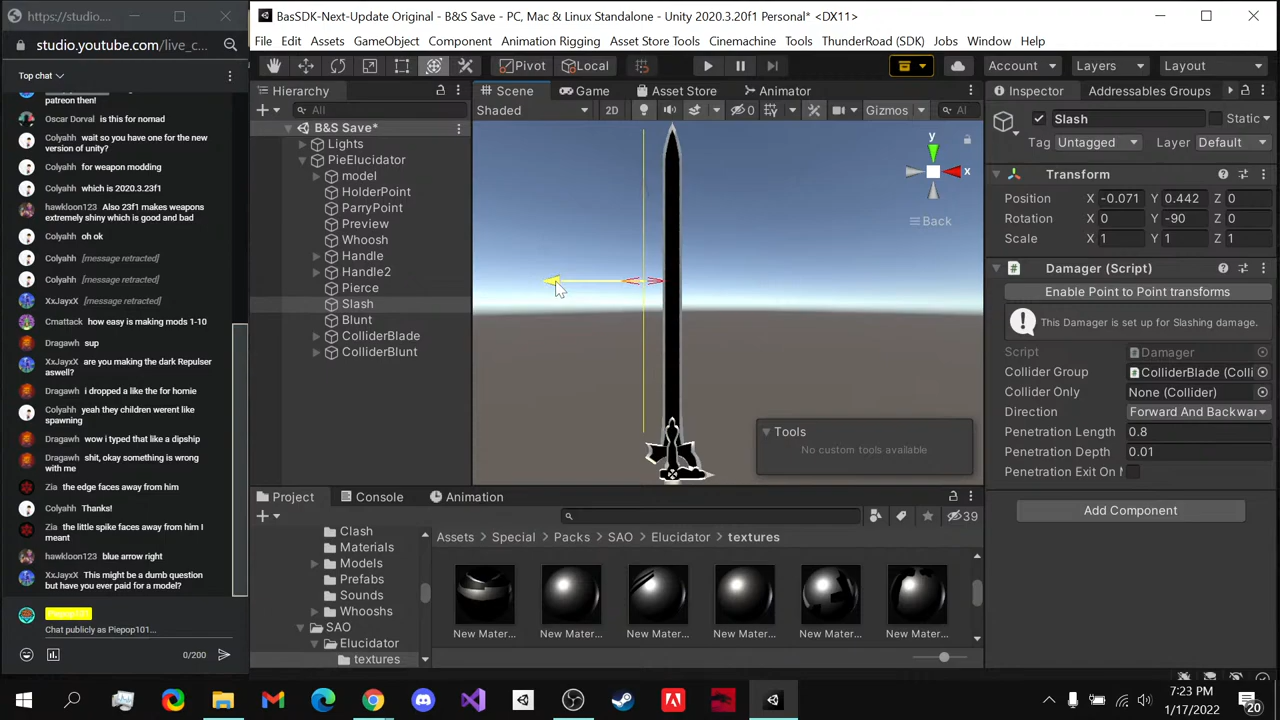 https://studio.youtube.com/live_c...
studio.youtube.com/live_c...
Top chat
patreon then!
Oscar Dorval is this for nomad
Colyahh wait so you have one for the new
version of unity?
Colyahh for weapon modding
Colyahh which is 2020.3.23f1
hawkloon123 Also 23f1 makes weapons
extremely shiny which is good and bad
Colyahh oh ok
Colyahh [message retracted]
Colyahh [message retracted]
XxJayxX [message retracted]
Cmattack how easy is making mods 1-10
Dragawh sup
XxJayxX are you making the dark Repulser
aswell?
Dragawh i dropped a like the for homie
Colyahh yeah they children werent like
spawning
Dragawh wow i typed that like a dipship
Dragawh shit, okay something is wrong
with me
Zia the edge faces away from him
Colyahh Thanks!
Zia the little spike faces away from him I
meant
hawkloon123 blue arrow right
XxJayxX This might be a dumb question
but have you ever paid for a model?
Piepop101
Chat publicly as Piepop101...
0/200
BasSDK-Next-Update Original - B&S Save - PC, Mac & Linux Standalone - Unity 2020.3.20f1 Personal* <DX11>
File Edit Assets GameObject Component Animation Rigging Asset Store Tools Cinemachine Tools ThunderRoad (SDK) Jobs Window Help
Pivot Local Account Layers Layout
Hierarchy
All
B&S Save*
Lights
PieElucidator
model
HolderPoint
ParryPoint
Preview
Whoosh
Handle
Handle2
Pierce
Slash
Blunt
ColliderBlade
ColliderBlunt
Scene Game Asset Store Animator
Shaded 2D 0 Gizmos Al
y
x
Back
Tools
No custom tools available
Inspector Addressables Groups
Slash Static
Tag Untagged Layer Default
Transform
Position X -0.071 Y 0.442 Z 0
Rotation X 0 Y -90 Z 0
Scale X 1 Y 1 Z 1
Damager (Script)
Enable Point to Point transforms
This Damager is set up for Slashing damage.
Script Damager
Collider Group ColliderBlade (Colli
Collider Only None (Collider)
Direction Forward And Backwar
Penetration Length 0.8
Penetration Depth 0.01
Penetration Exit On M
Add Component
Project Console Animation
39
Clash
Materials
Models
Prefabs
Sounds
Whooshs
SAO
Elucidator
textures
Assets Special Packs SAO Elucidator textures
New Mater... New Mater... New Mater... New Mater... New Mater... New Mater...
7:23 PM
1/17/2022
20